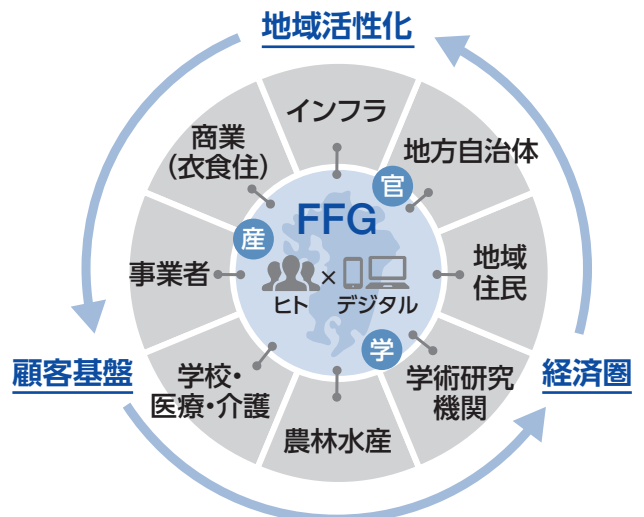 地域活性化
インフラ
商業
(衣食住)
地方自治体
官
FFG
産
事業者
ヒト
×
デジタル
地域
住民
学
学校・
医療・介護
学術研究
機関
農林水産
顧客基盤
経済圏